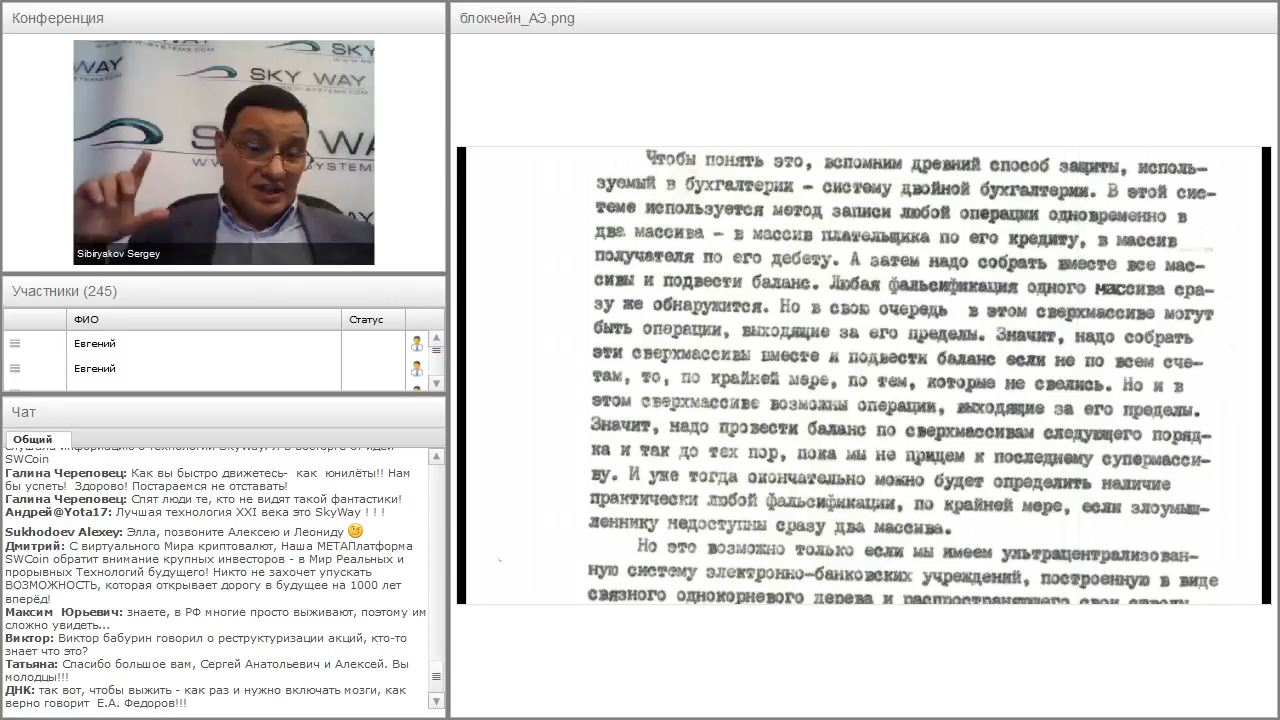 Конференция
SKY WAY
Sibiryakov Sergey
Участники (245)
ФИО
Статус
Евгений
Евгений
Чат
Общий
SWCoin
Галина Череповец: Как вы быстро движетесь- как юнилёты!! Нам
бы успеть! Здорово! Постараемся не отставать!
Галина Череповец: Спят люди те, кто не видят такой фантастики!
Андрей@Yota17: Лучшая технология XXI века это SkyWay ! ! !
Sukhodoev Alexey: Элла, позвоните Алексею и Леониду
Дмитрий: С виртуального Мира криптовалют, Наша МЕТАПлатформа
SWCoin обратит внимание крупных инвесторов - в Мир Реальных и
прорывных Технологий будущего! Никто не захочет упускать
ВОЗМОЖНОСТЬ, которая открывает дорогу в будущее на 1000 лет
вперёд!
Максим Юрьевич: знаете, в РФ многие просто выживают, поэтому им
сложно увидеть...
Виктор: Виктор бабурин говорил о реструктуризации акций, кто-то
знает что это?
Татьяна: Спасибо большое вам, Сергей Анатольевич и Алексей. Вы
молодцы!!!
ДНК: так вот, чтобы выжить - как раз и нужно включать мозги, как
верно говорит Е.А. Федоров!!!
блокчейн_АЭ.png
Чтобы понять это, вспомним древний способ защиты, исполь-
зуемый в бухгалтерии - систему двойной бухгалтерии. В этой сис-
теме используется метод записи любой операции одновременно в
два массива - в массив плательщика по его кредиту, в массив
получателя по его дебету. А затем надо собрать вместе все мас-
сивы и подвести баланс. Любая фальсификация одного массива сра-
зу же обнаружится. Но в свою очередь в этом сверхмассиве могут
быть операции, выходящие за его пределы. Значит, надо собрать
эти сверхмассивы вместе и подвести баланс если не по всем сче-
там, то, по крайней мере, по тем, которые не свелись. Но и в
этом сверхмассиве возможны операции, выходящие за его пределы.
Значит, надо провести баланс по сверхмассивам следующего поряд-
ка и так до тех пор, пока мы не придем к последнему супермасси-
ву. И уже тогда окончательно можно будет определить наличие
практически любой фальсификации, по крайней мере, если злоумыш-
леннику недоступны сразу два массива.
Но это возможно только если мы имеем ультрацентрализован-
ную систему электронно-банковских учреждений, построенную в виде
связного однокорневого дерева и распространяющего свои